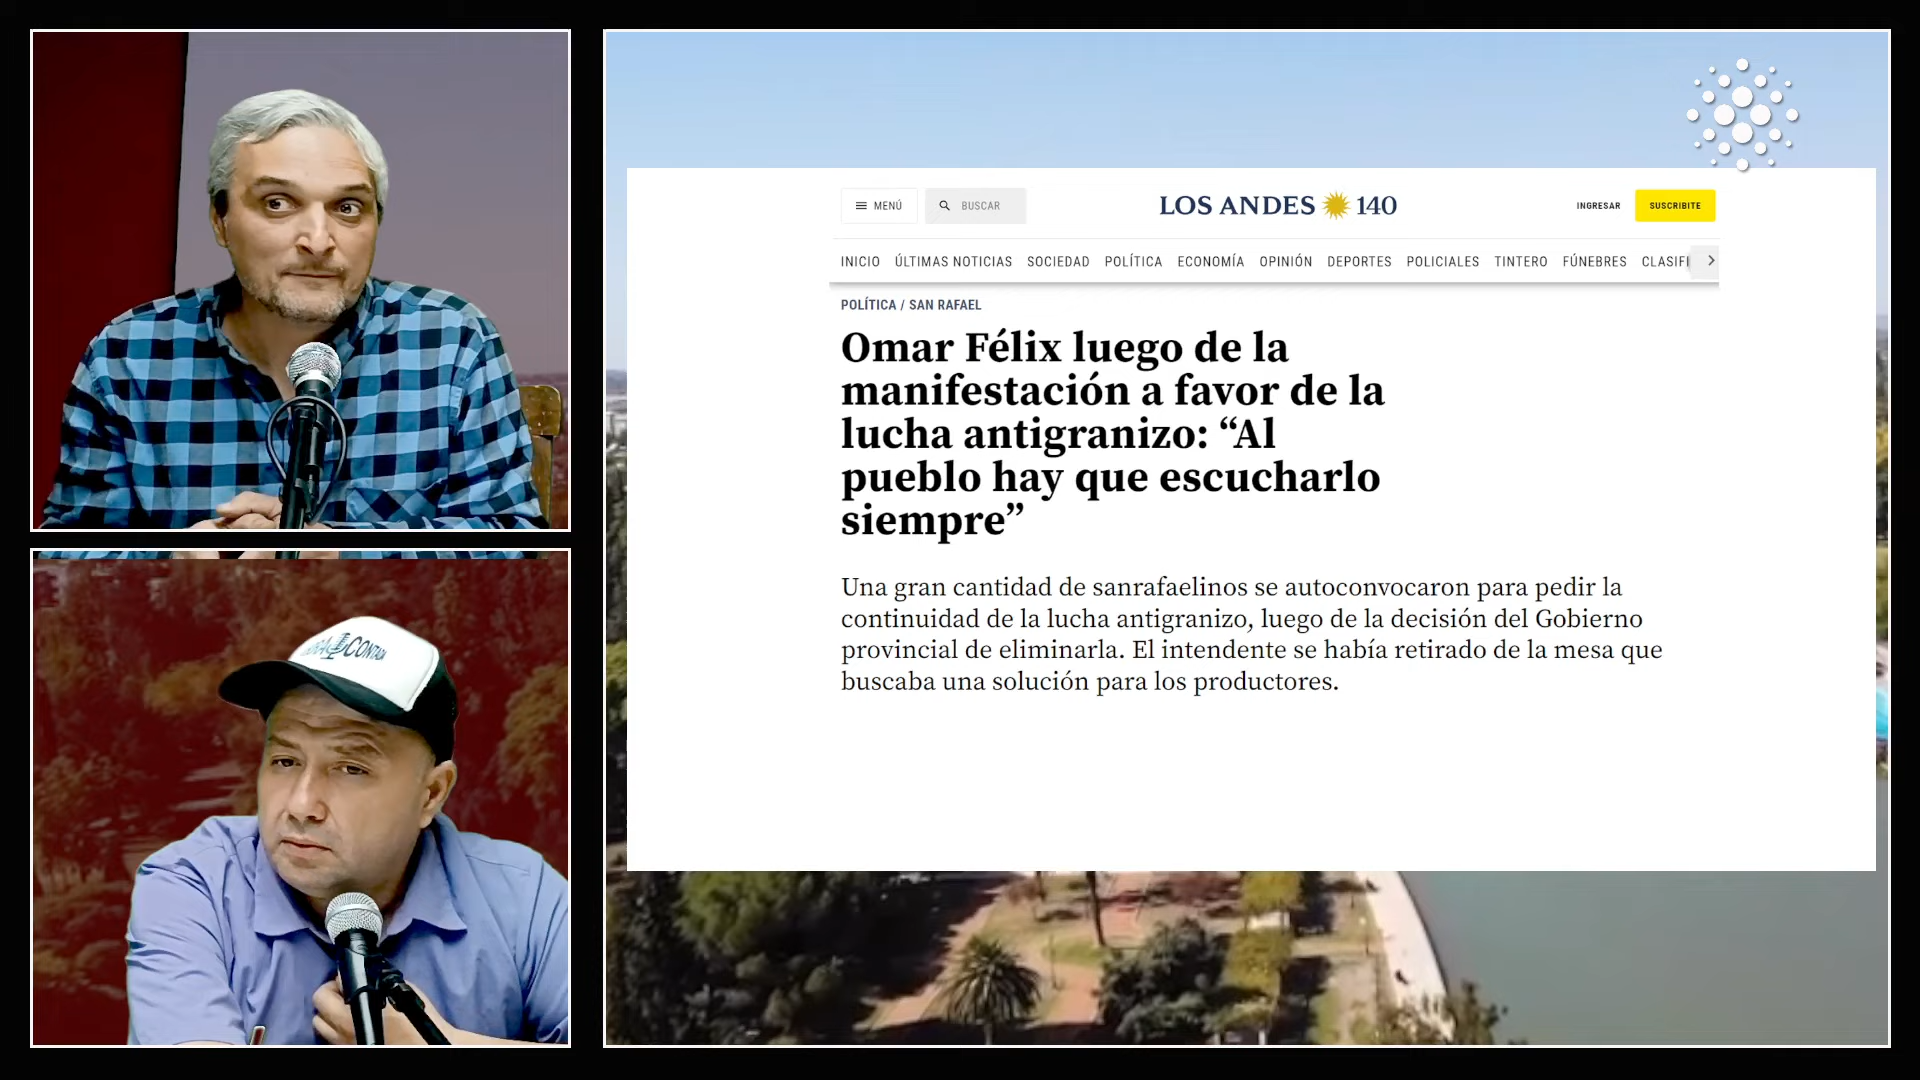 MENÚ
BUSCAR
LOS ANDES 140
INGRESAR
SUSCRIBITE
INICIO ÚLTIMAS NOTICIAS SOCIEDAD POLÍTICA ECONOMÍA OPINIÓN DEPORTES POLICIALES TINTERO FÚNEBRES CLASIFI
POLÍTICA / SAN RAFAEL
Omar Félix luego de la
manifestación a favor de la
lucha antigranizo: “Al
pueblo hay que escucharlo
siempre”
Una gran cantidad de sanrafaelinos se autoconvocaron para pedir la
continuidad de la lucha antigranizo, luego de la decisión del Gobierno
provincial de eliminarla. El intendente se había retirado de la mesa que
buscaba una solución para los productores.